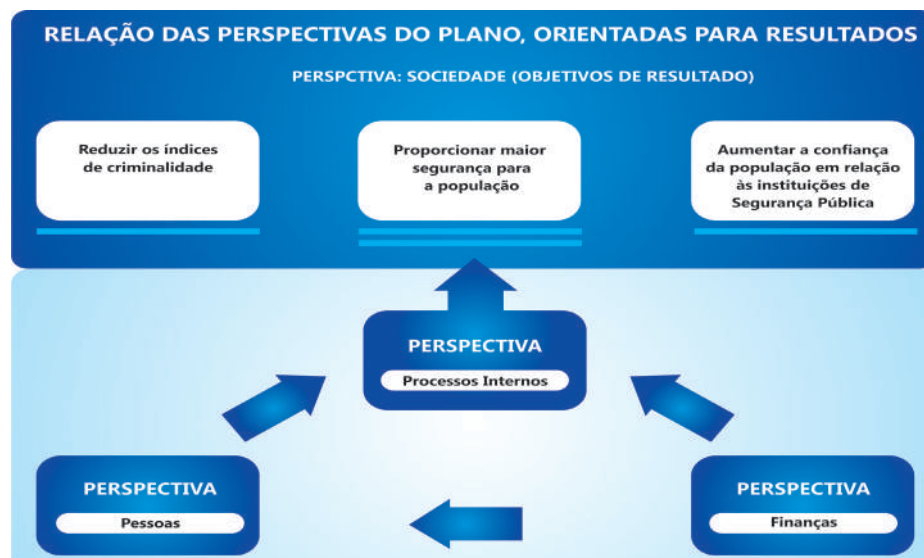 RELAÇÃO DAS PERSPECTIVAS DO PLANO, ORIENTADAS PARA RESULTADOS
PERSPCTIVA: SOCIEDADE (OBJETIVOS DE RESULTADO)
Reduzir os índices
de criminalidade
Proporcionar maior
segurança para
a população
Aumentar a confiança
da população em relação
às instituições de
Segurança Pública
PERSPECTIVA
Processos Internos
PERSPECTIVA
Pessoas
PERSPECTIVA
Finanças